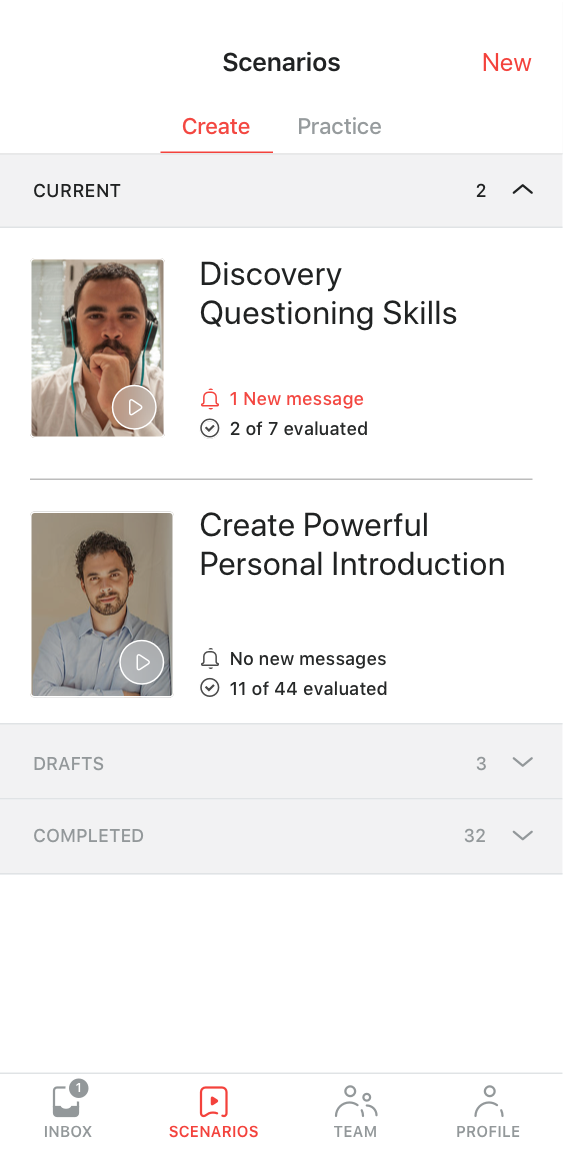 Scenarios
New
Create
Practice
CURRENT
2
Discovery
Questioning Skills
1 New message
2 of 7 evaluated
Create Powerful
Personal Introduction
No new messages
11 of 44 evaluated
DRAFTS
3
COMPLETED
32
1
INBOX
SCENARIOS
TEAM
PROFILE